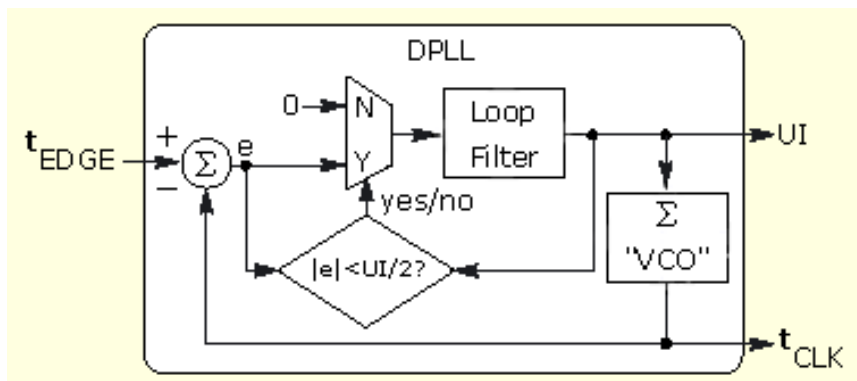 DPLL
0
N
Loop
Filter
+
t EDGE
Σ
e
Y
UI
−
yes/no
Σ
"VCO"
|e|<UI/2?
t CLK